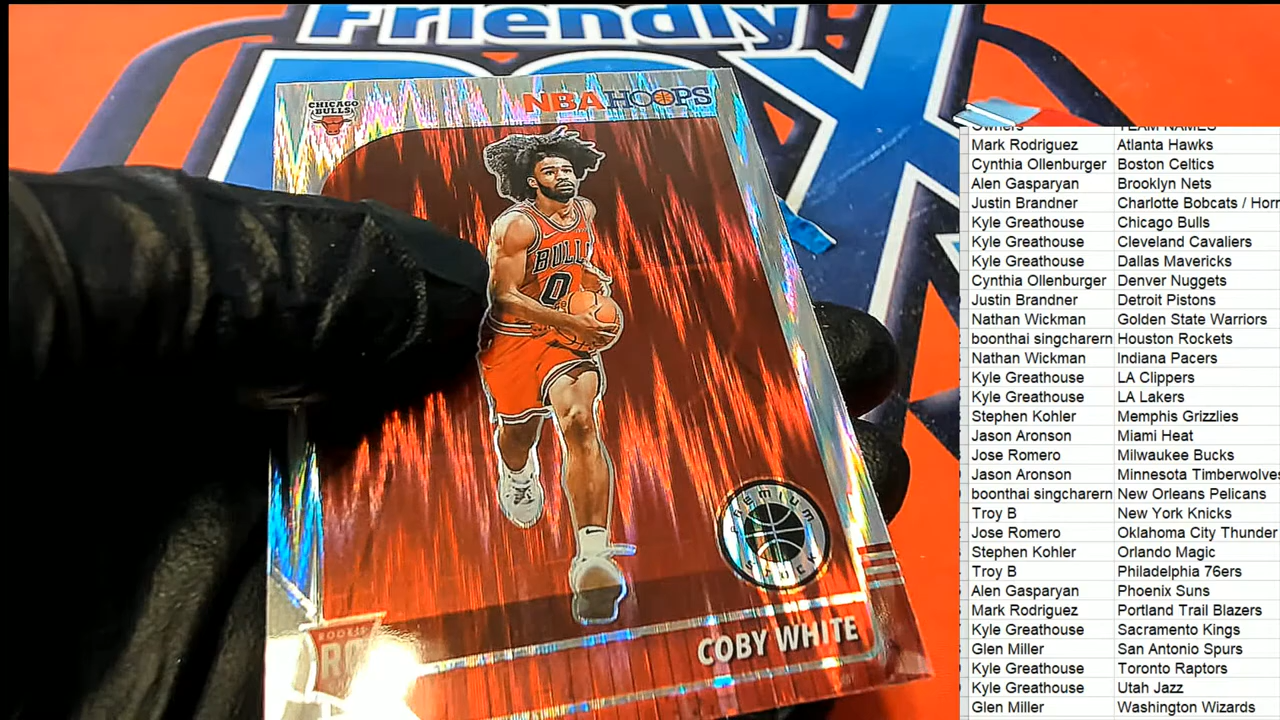 Friendly
BOX
CHICAGO
BULLS
NBA HOOPS
BULLS
0
PREMIUM
STOCK
ROOKIE
RC
COBY WHITE
Owners TEAM NAMES
Mark Rodriguez Atlanta Hawks
Cynthia Ollenburger Boston Celtics
Alen Gasparyan Brooklyn Nets
Justin Brandner Charlotte Bobcats / Horr
Kyle Greathouse Chicago Bulls
Kyle Greathouse Cleveland Cavaliers
Kyle Greathouse Dallas Mavericks
Cynthia Ollenburger Denver Nuggets
Justin Brandner Detroit Pistons
Nathan Wickman Golden State Warriors
boonthai singcharern Houston Rockets
Nathan Wickman Indiana Pacers
Kyle Greathouse LA Clippers
Kyle Greathouse LA Lakers
Stephen Kohler Memphis Grizzlies
Jason Aronson Miami Heat
Jose Romero Milwaukee Bucks
Jason Aronson Minnesota Timberwolves
boonthai singcharern New Orleans Pelicans
Troy B New York Knicks
Jose Romero Oklahoma City Thunder
Stephen Kohler Orlando Magic
Troy B Philadelphia 76ers
Alen Gasparyan Phoenix Suns
Mark Rodriguez Portland Trail Blazers
Kyle Greathouse Sacramento Kings
Glen Miller San Antonio Spurs
Kyle Greathouse Toronto Raptors
Kyle Greathouse Utah Jazz
Glen Miller Washington Wizards